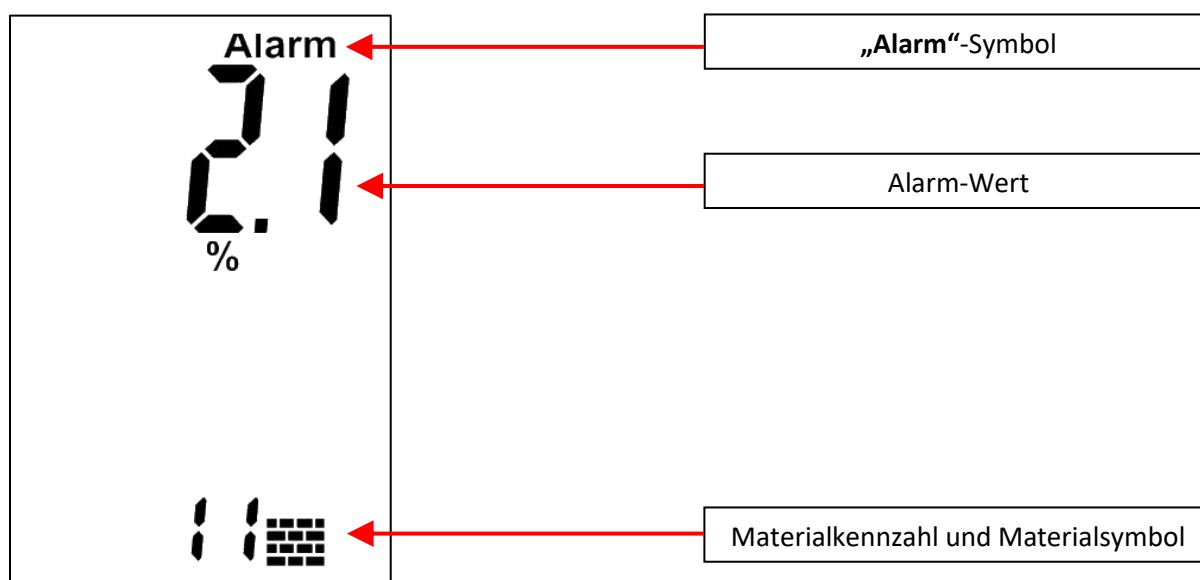 Alarm
„Alarm“-Symbol
2.1
Alarm-Wert
%
11
Materialkennzahl und Materialsymbol